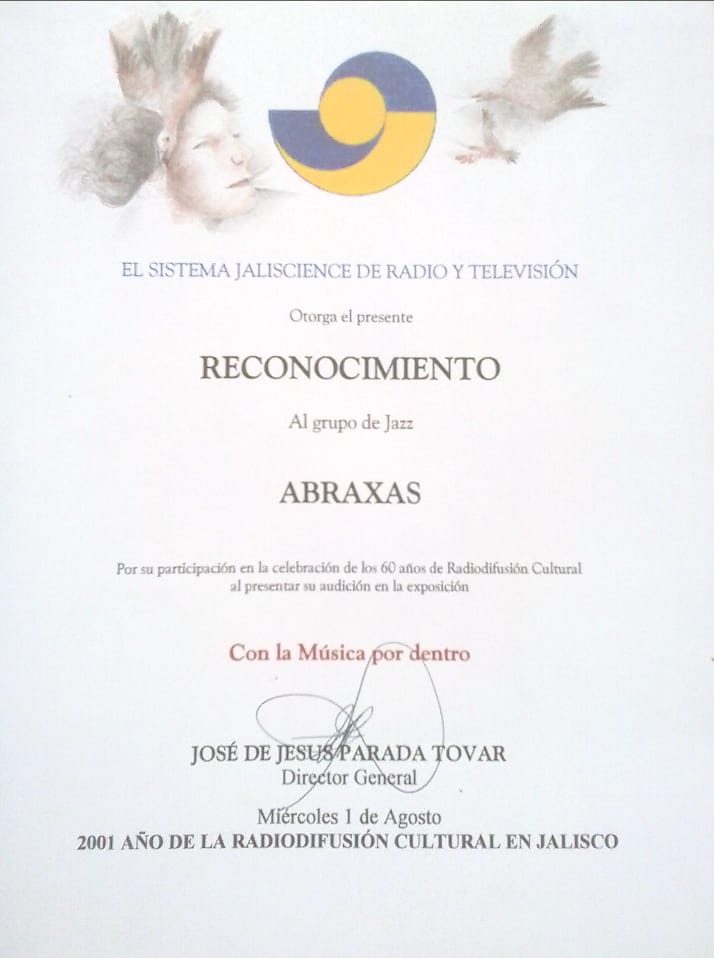 EL SISTEMA JALISCIENCE DE RADIO Y TELEVISIÓN
Otorga el presente
RECONOCIMIENTO
Al grupo de Jazz
ABRAXAS
Por su participación en la celebración de los 60 años de Radiodifusión Cultural
al presentar su audición en la exposición
Con la Música por dentro
JOSÉ DE JESUS PARADA TOVAR
Director General
Miércoles 1 de Agosto
2001 AÑO DE LA RADIODIFUSIÓN CULTURAL EN JALISCO